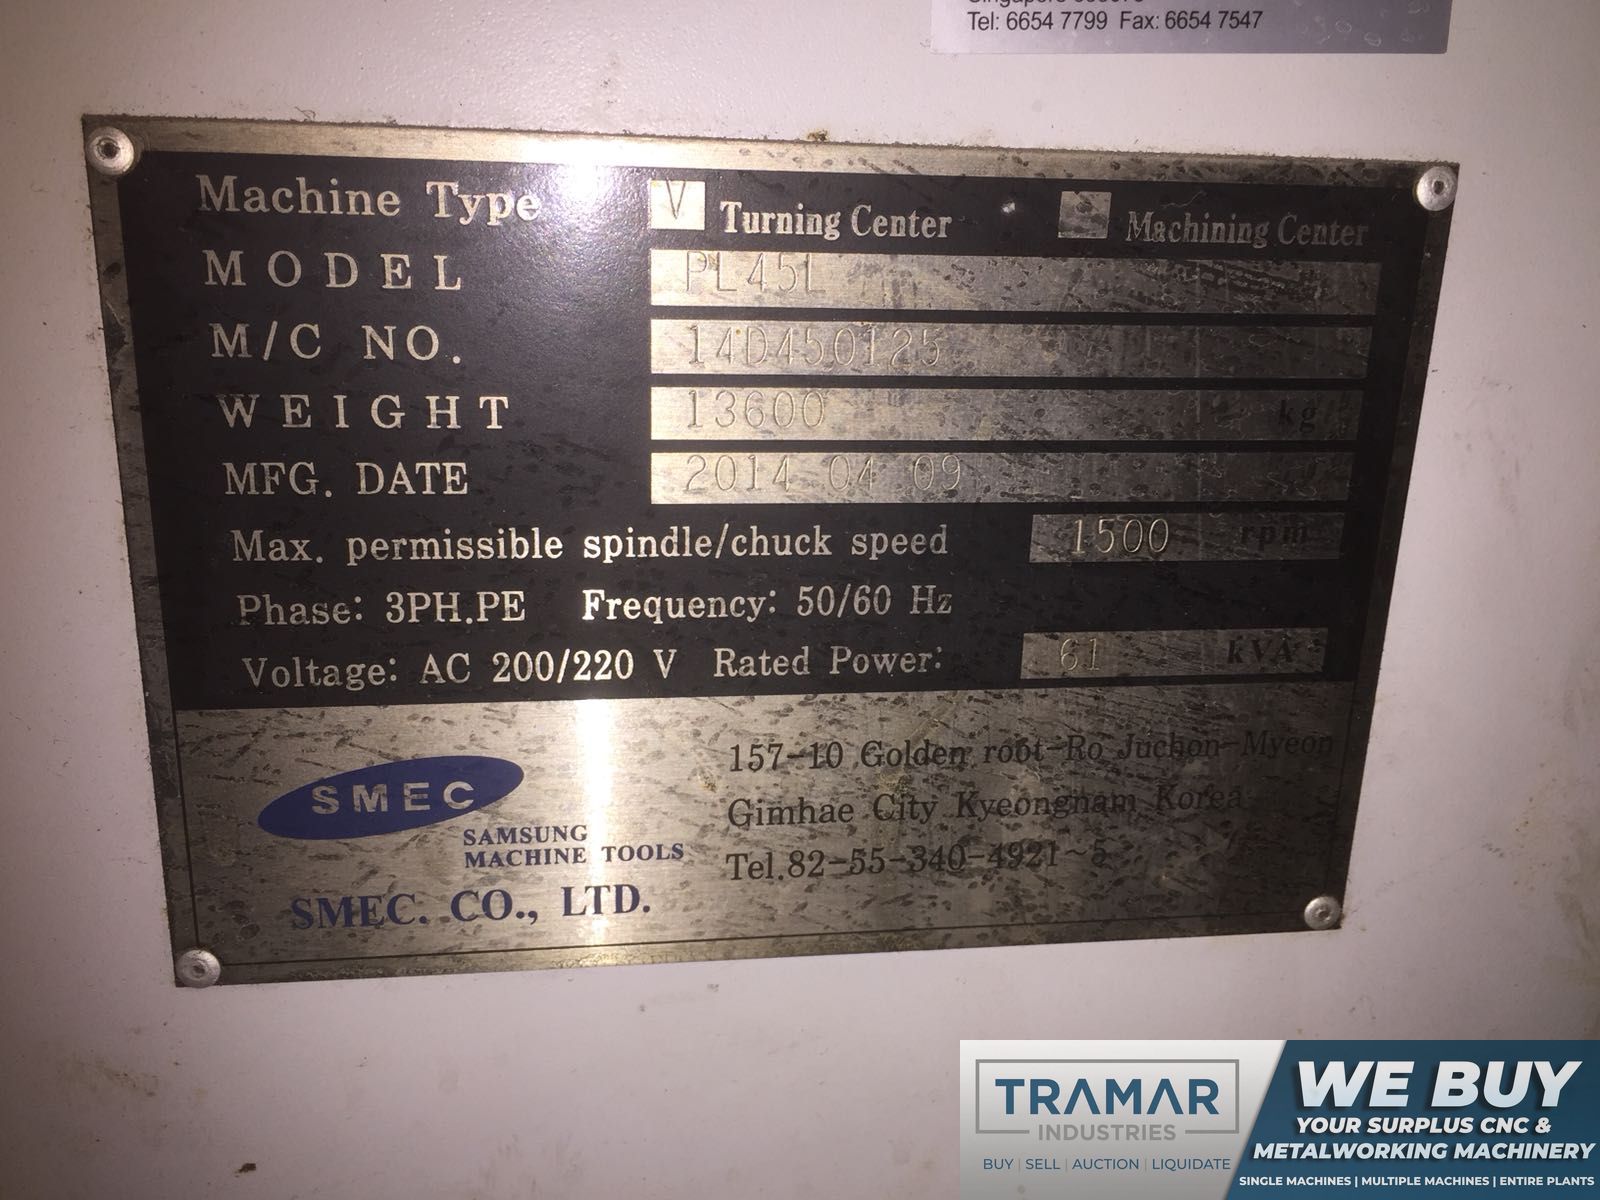 Tel: 6654 7799 Fax: 6654 7547
Machine Type V Turning Center Machining Center
MODEL PL45L
M/C NO. 14D450125
WEIGHT 13600 kg
MFG. DATE 2014 04 09
Max. permissible spindle/chuck speed 1500 rpm
Phase: 3PH.PE Frequency: 50/60 Hz
Voltage: AC 200/220 V Rated Power: 61 kVA
SMEC
SAMSUNG
MACHINE TOOLS
SMEC. CO., LTD.
157-10 Golden root-Ro Juchon-Myeon
Gimhae City Kyeongnam Korea
Tel.82-55-340-4921~5
TRAMAR
INDUSTRIES
BUY | SELL | AUCTION | LIQUIDATE
WE BUY
YOUR SURPLUS CNC &
METALWORKING MACHINERY
SINGLE MACHINES | MULTIPLE MACHINES | ENTIRE PLANTS